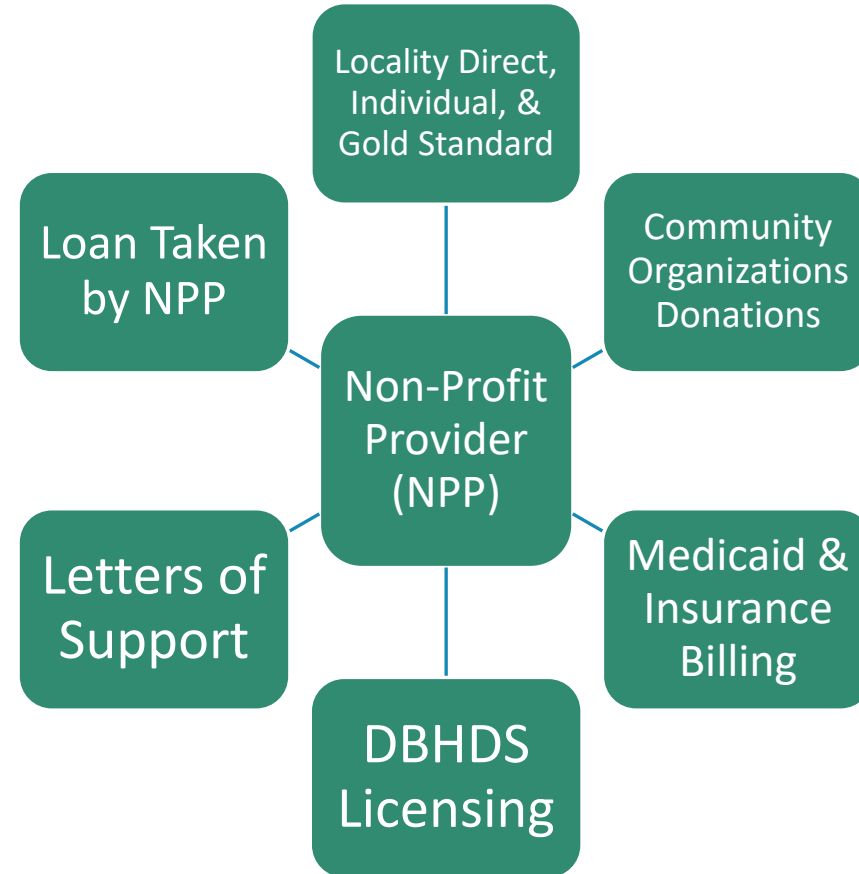 Locality Direct,
Individual, &
Gold Standard
Loan Taken
by NPP
Community
Organizations
Donations
Non-Profit
Provider
(NPP)
Letters of
Support
Medicaid &
Insurance
Billing
DBHDS
Licensing